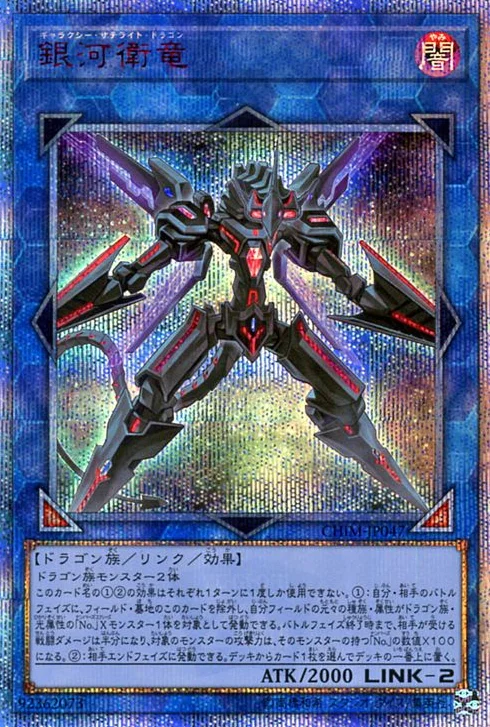 ギャラクシー・サテライト・ドラゴン
銀河衛竜
やみ
闇
CHIM-JP047
【ドラゴン族／リンク／効果】
ドラゴン族モンスター２体
このカード名の①②の効果はそれぞれ１ターンに１度しか使用できない。①：自分・相手のバトル
フェイズに、フィールド・墓地のこのカードを除外し、自分フィールドの元々の種族・属性がドラゴン族・
光属性の「No.」Xモンスター１体を対象として発動できる。バトルフェイズ終了時まで、相手が受ける
戦闘ダメージは半分になり、対象のモンスターの攻撃力は、そのモンスターの持つ「No.」の数値×１００
になる。②：相手エンドフェイズに発動できる。デッキからカード１枚を選んでデッキの一番上に置く。
ATK/2000 LINK-2
92362073